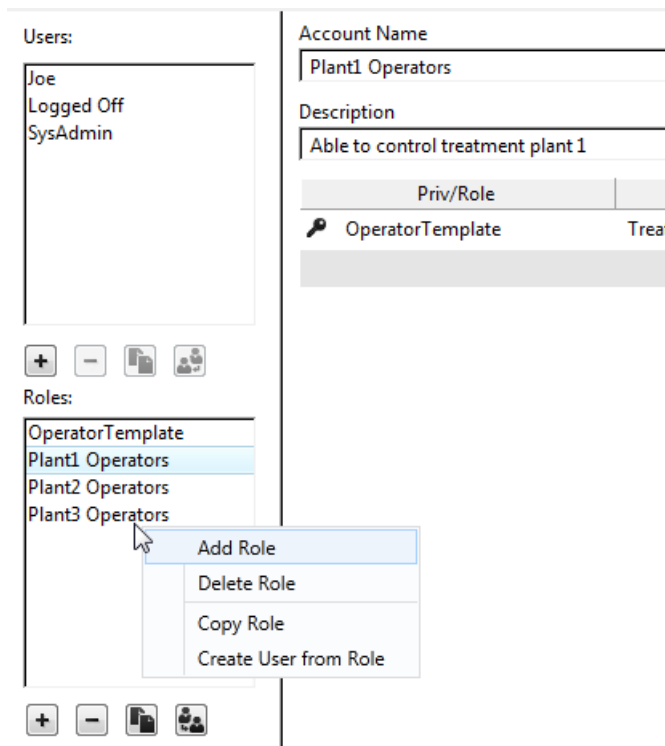 Users:
Joe
Logged Off
SysAdmin
Roles:
OperatorTemplate
Plant1 Operators
Plant2 Operators
Plant3 Operators
Add Role
Delete Role
Copy Role
Create User from Role
Account Name
Plant1 Operators
Description
Able to control treatment plant 1
Priv/Role
OperatorTemplate